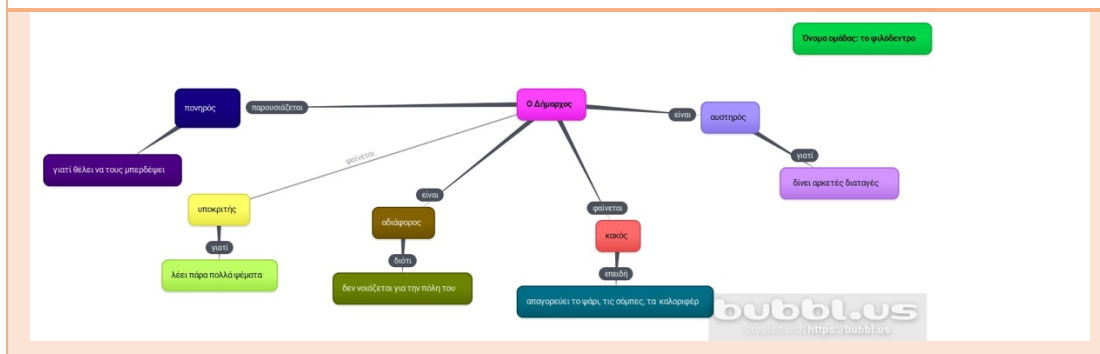 Όνομα ομάδας: το φιλόδεντρο
Ο Δήμαρχος
παρουσιάζεται
πονηρός
γιατί θέλει να τους μπερδέψει
φαίνεται
υποκριτής
γιατί
λέει πάρα πολλά ψέματα
είναι
αδιάφορος
διότι
δεν νοιάζεται για την πόλη του
φαίνεται
κακός
επειδή
απαγορεύει το ψάρι, τις σόμπες, τα καλοριφέρ
είναι
αυστηρός
γιατί
δίνει αρκετές διαταγές
bubbl.us
created with https://bubbl.us